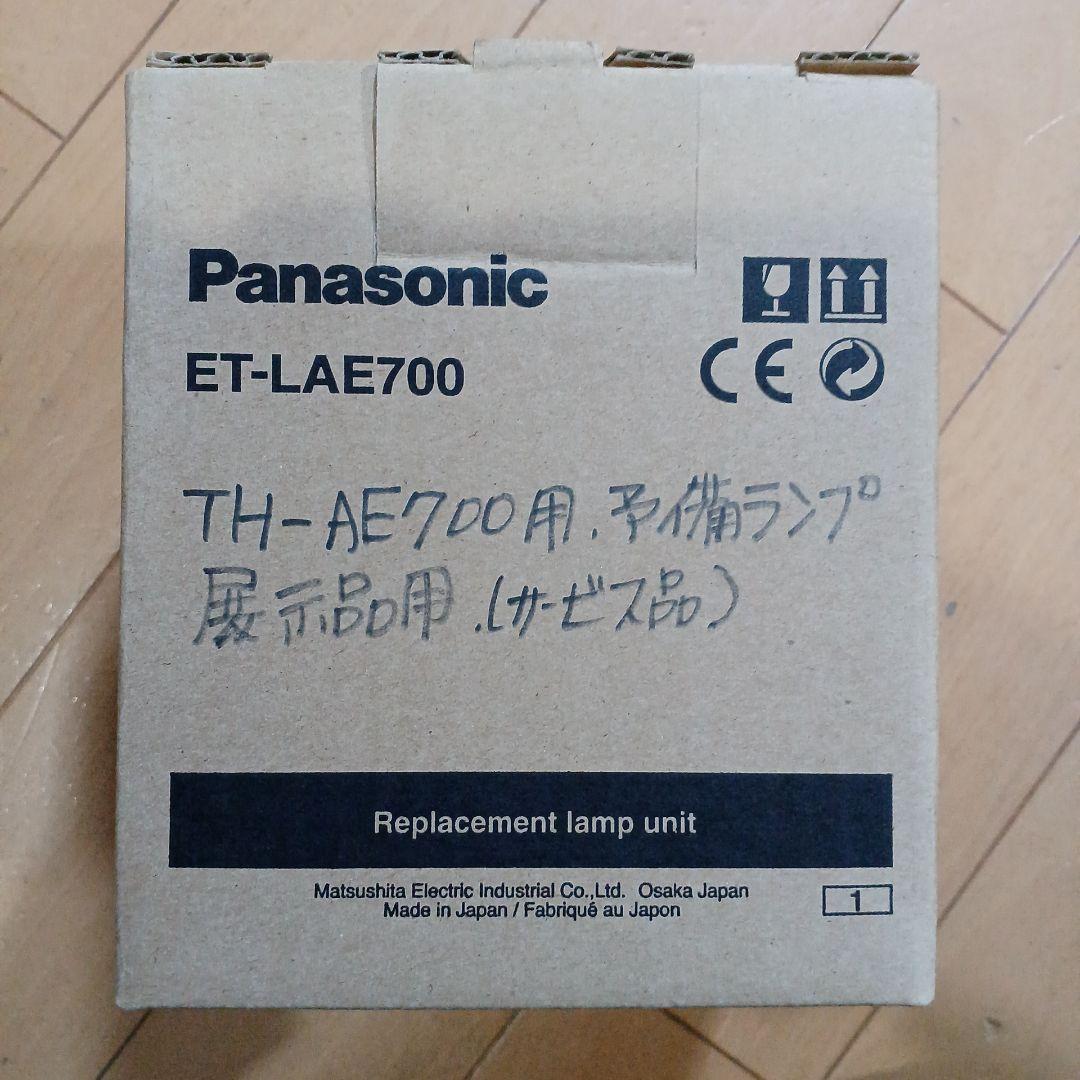 Panasonic
ET-LAE700
CE
TH-AE700用.予備ランプ
展示品用.(サービス品)
Replacement lamp unit
Matsushita Electric Industrial Co.,Ltd. Osaka Japan
Made in Japan / Fabriqué au Japon
1